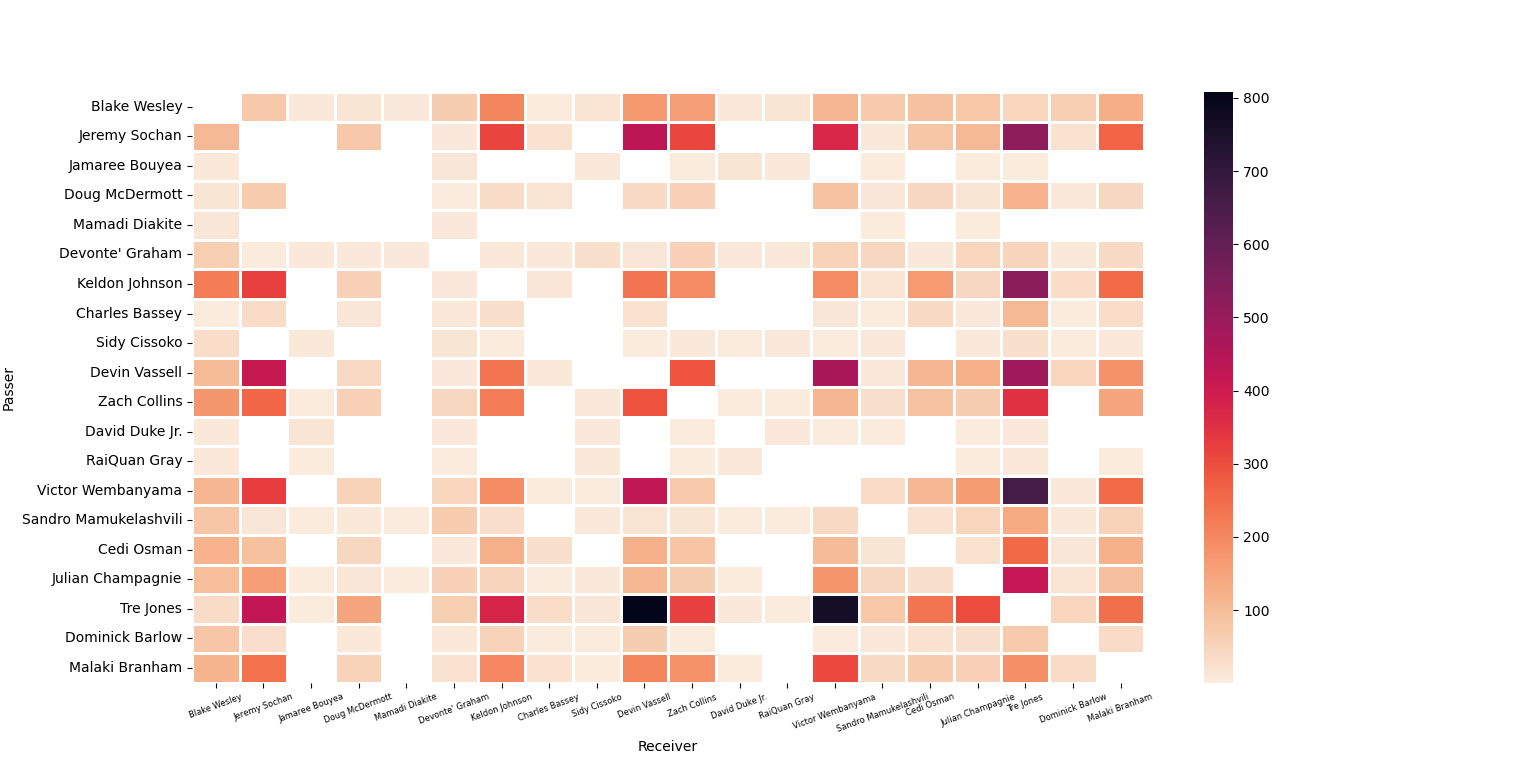 Blake Wesley
Jeremy Sochan
Jamaree Bouyea
Doug McDermott
Mamadi Diakite
Devonte' Graham
Keldon Johnson
Charles Bassey
Sidy Cissoko
Devin Vassell
Zach Collins
David Duke Jr.
RaiQuan Gray
Victor Wembanyama
Sandro Mamukelashvili
Cedi Osman
Julian Champagnie
Tre Jones
Dominick Barlow
Malaki Branham
Passer
Blake Wesley
Jeremy Sochan
Jamaree Bouyea
Doug McDermott
Mamadi Diakite
Devonte' Graham
Keldon Johnson
Charles Bassey
Sidy Cissoko
Devin Vassell
Zach Collins
David Duke Jr.
RaiQuan Gray
Victor Wembanyama
Sandro Mamukelashvili
Cedi Osman
Julian Champagnie
Tre Jones
Dominick Barlow
Malaki Branham
Receiver
800
700
600
500
400
300
200
100